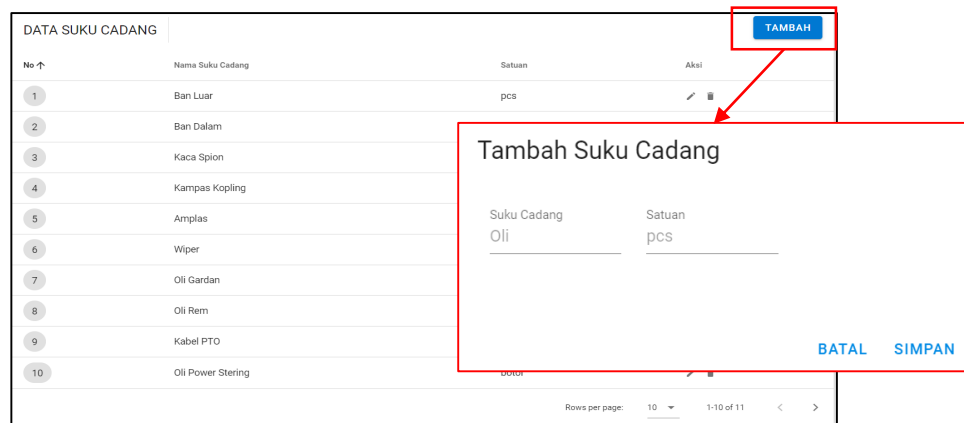 DATA SUKU CADANG
TAMBAH
No Nama Suku Cadang Satuan Aksi
1 Ban Luar pcs
2 Ban Dalam
3 Kaca Spion
4 Kampas Kopling
5 Amplas
6 Wiper
7 Oli Gardan
8 Oli Rem
9 Kabel PTO
10 Oli Power Stering
Rows per page: 10 1-10 of 11
Tambah Suku Cadang
Suku Cadang Satuan
Oli pcs
BATAL SIMPAN